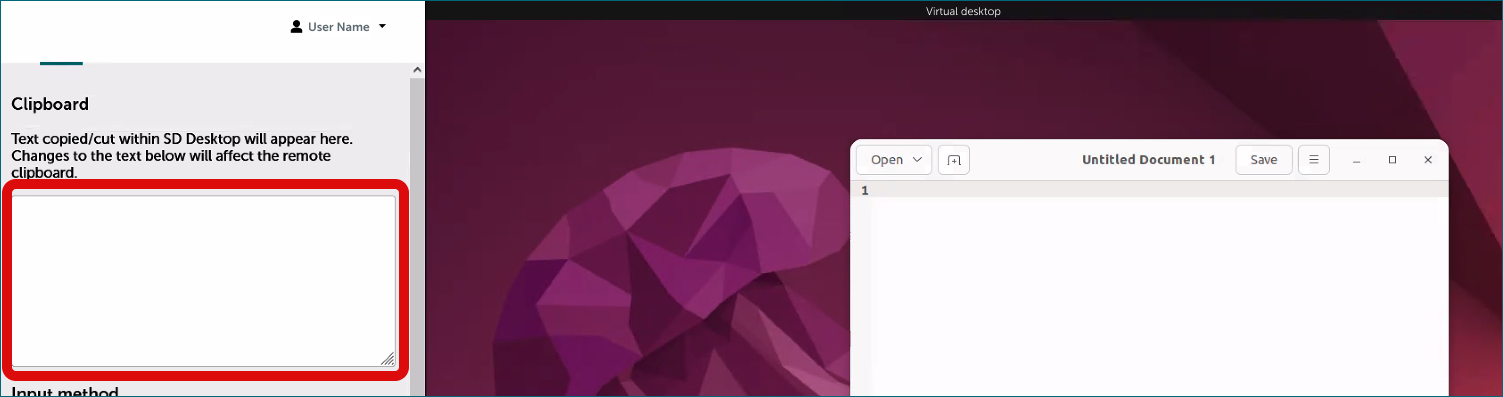 User Name
Virtual desktop
Clipboard
Text copied/cut within SD Desktop will appear here.
Changes to the text below will affect the remote
clipboard.
Input method
Open
Untitled Document 1
Save
1